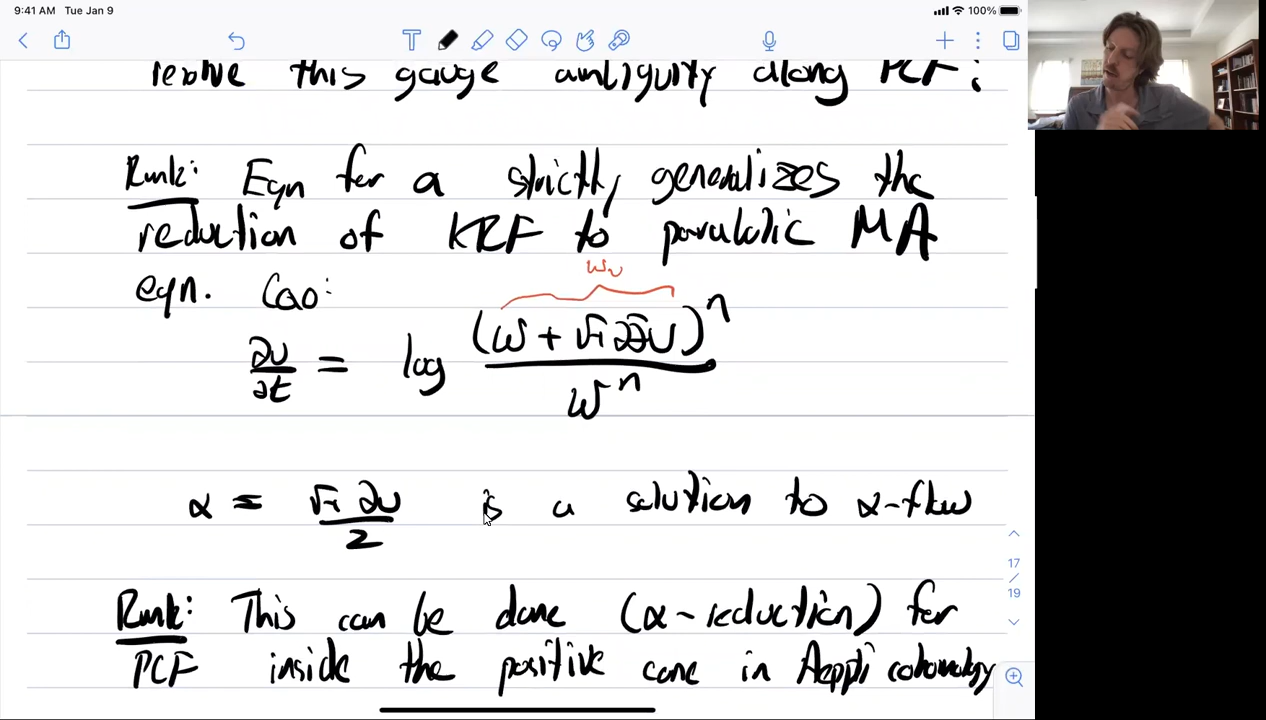 9:41 AM Tue Jan 9
100%
resolve this gauge ambiguity along PCF:
Rmk: Eqn for α strictly generalizes the
reduction of KRF to parabolic MA
eqn. Cao:
ω_u
∂u/∂t = log (ω + √-1 ∂∂̄u)^n / ω^n
α = √-1 ∂u / 2 is a solution to α-flow
Rmk: This can be done (α-reduction) for
PCF inside the positive cone in Aeppli cohomology
17
/
19